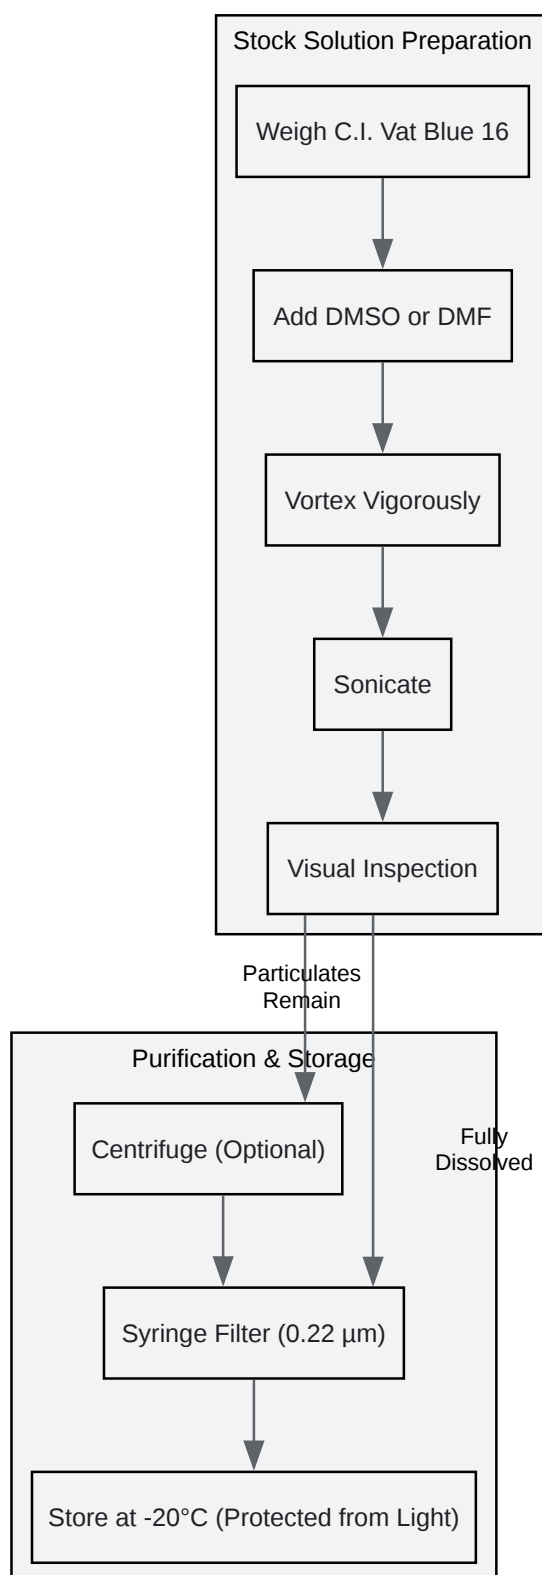 Stock Solution Preparation
Weigh C.I. Vat Blue 16
Add DMSO or DMF
Vortex Vigorously
Sonicate
Visual Inspection
Particulates
Remain
Purification & Storage
Centrifuge (Optional)
Fully
Dissolved
Syringe Filter (0.22 µm)
Store at -20°C (Protected from Light)